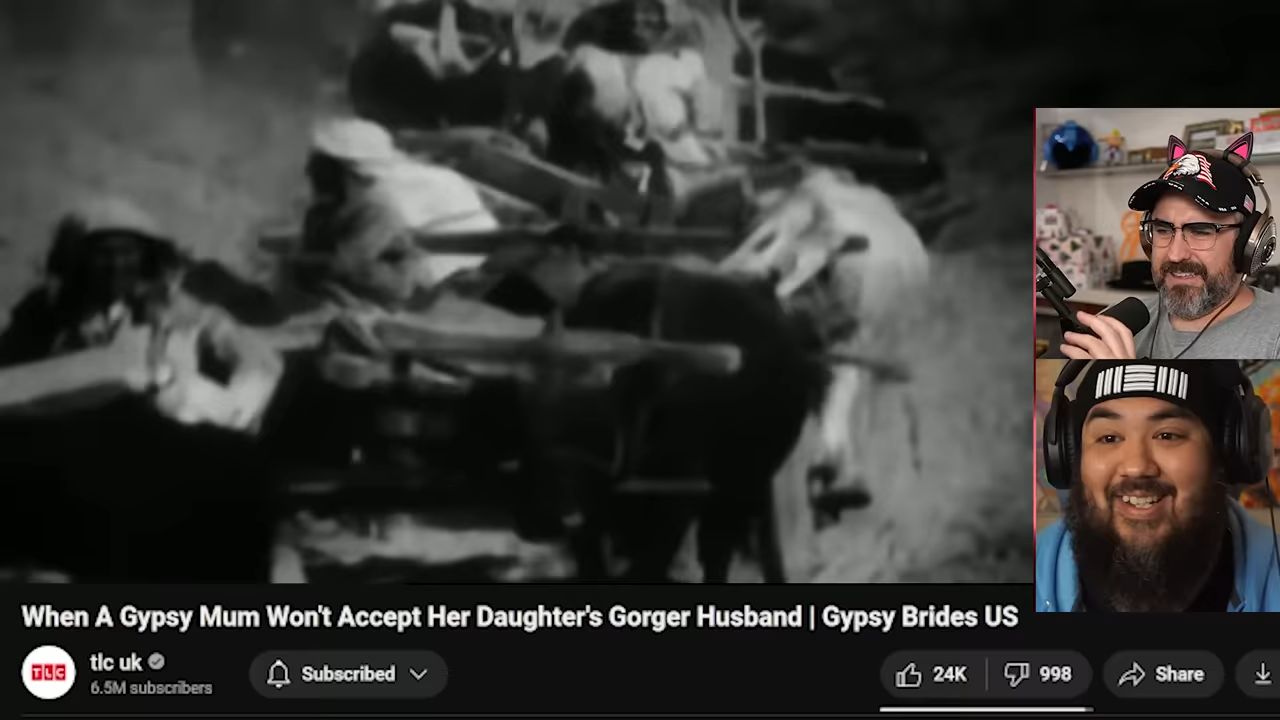 When A Gypsy Mum Won't Accept Her Daughter's Gorger Husband | Gypsy Brides US
TLC
tlc uk
6.5M subscribers
Subscribed
24K
998
Share